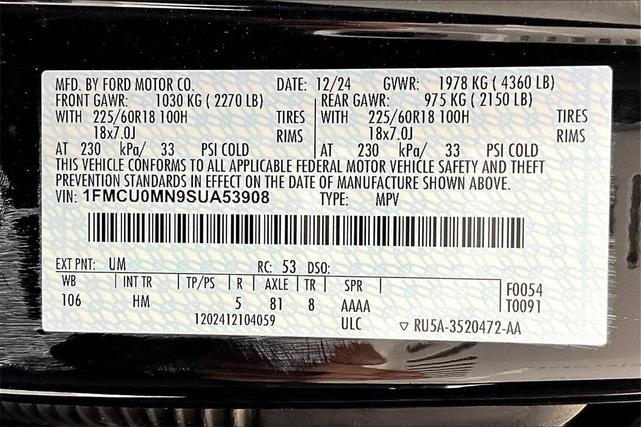 MFD. BY FORD MOTOR CO. DATE: 12/24 GVWR: 1978 KG ( 4360 LB)
FRONT GAWR: 1030 KG ( 2270 LB) REAR GAWR: 975 KG ( 2150 LB)
WITH 225/60R18 100H TIRES WITH 225/60R18 100H TIRES
18x7.0J RIMS 18x7.0J RIMS
AT 230 kPa/ 33 PSI COLD AT 230 kPa/ 33 PSI COLD
THIS VEHICLE CONFORMS TO ALL APPLICABLE FEDERAL MOTOR VEHICLE SAFETY AND THEFT
PREVENTION STANDARDS IN EFFECT ON THE DATE OF MANUFACTURE SHOWN ABOVE.
VIN: 1FMCU0MN9SUA53908 TYPE: MPV
EXT PNT: UM RC: 53 DSO:
WB INT TR TP/PS R AXLE TR SPR F0054
106 HM 5 81 8 AAAA T0091
1202412104059 ULC ▽ RU5A-3520472-AA